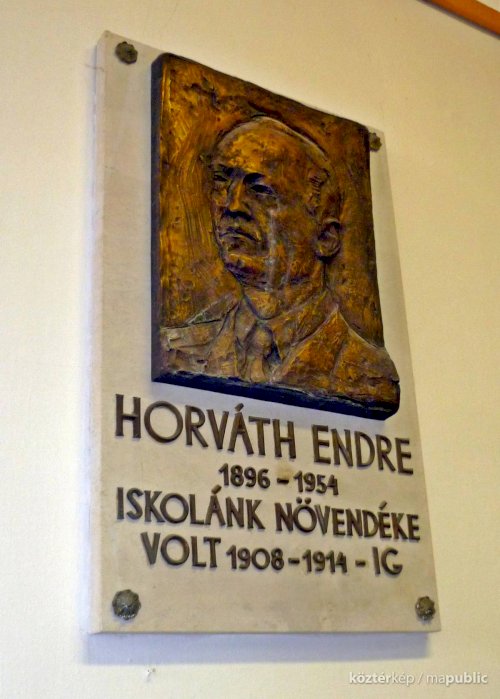 HORVÁTH ENDRE
1896 - 1954
ISKOLÁNK NÖVENDÉKE
VOLT 1908 - 1914 - IG
köztérkép / mapublic